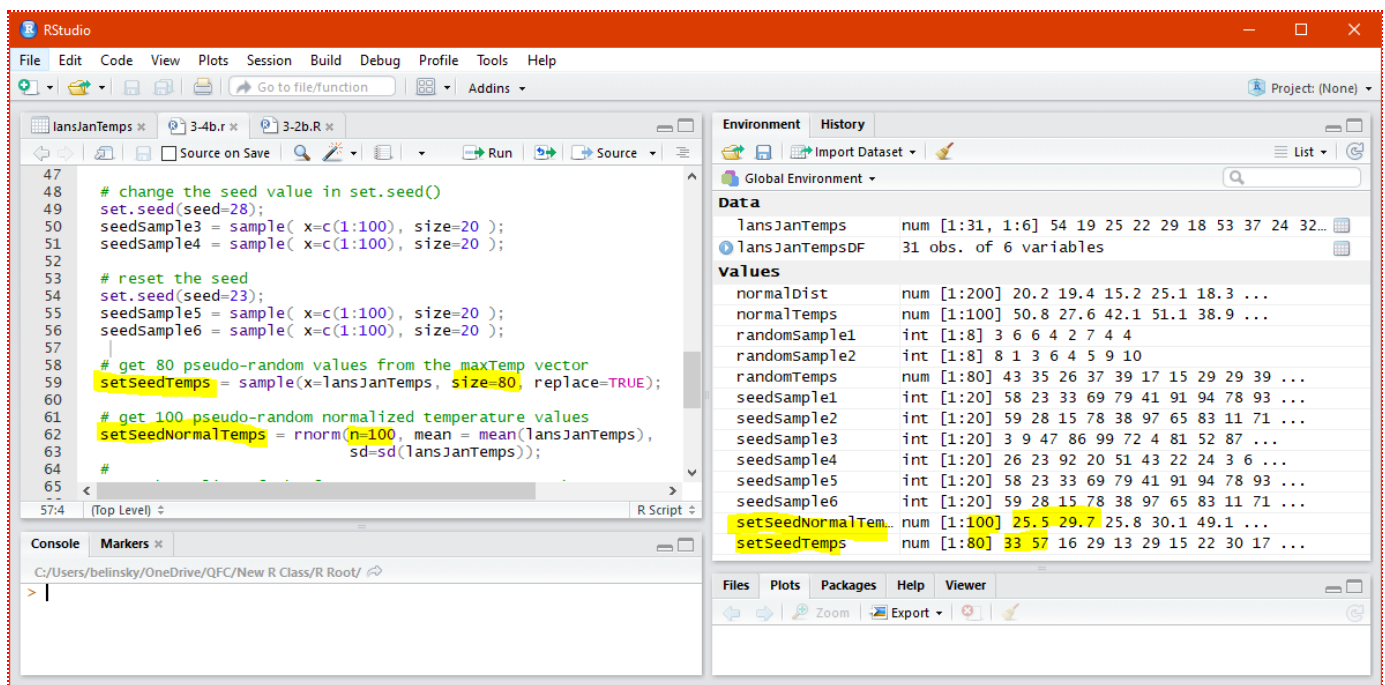 RStudio
File Edit Code View Plots Session Build Debug Profile Tools Help
Go to file/function Addins Project: (None)
lansJanTemps 3-4b.r 3-2b.R
Source on Save Run Source
47
48 # change the seed value in set.seed()
49 set.seed(seed=28);
50 seedSample3 = sample( x=c(1:100), size=20 );
51 seedSample4 = sample( x=c(1:100), size=20 );
52
53 # reset the seed
54 set.seed(seed=23);
55 seedSample5 = sample( x=c(1:100), size=20 );
56 seedSample6 = sample( x=c(1:100), size=20 );
57
58 # get 80 pseudo-random values from the maxTemp vector
59 setSeedTemps = sample(x=lansJanTemps, size=80, replace=TRUE);
60
61 # get 100 pseudo-random normalized temperature values
62 setSeedNormalTemps = rnorm(n=100, mean = mean(lansJanTemps),
63 sd=sd(lansJanTemps));
64 #
65
57:4 (Top Level) R Script
Console Markers
C:/Users/belinsky/OneDrive/QFC/New R Class/R Root/
>
Environment History
Import Dataset List
Global Environment
Data
lansJanTemps num [1:31, 1:6] 54 19 25 22 29 18 53 37 24 32…
lansJanTempsDF 31 obs. of 6 variables
Values
normalDist num [1:200] 20.2 19.4 15.2 25.1 18.3 ...
normalTemps num [1:100] 50.8 27.6 42.1 51.1 38.9 ...
randomSample1 int [1:8] 3 6 6 4 2 7 4 4
randomSample2 int [1:8] 8 1 3 6 4 5 9 10
randomTemps num [1:80] 43 35 26 37 39 17 15 29 29 39 ...
seedSample1 int [1:20] 58 23 33 69 79 41 91 94 78 93 ...
seedSample2 int [1:20] 59 28 15 78 38 97 65 83 11 71 ...
seedSample3 int [1:20] 3 9 47 86 99 72 4 81 52 87 ...
seedSample4 int [1:20] 26 23 92 20 51 43 22 24 3 6 ...
seedSample5 int [1:20] 58 23 33 69 79 41 91 94 78 93 ...
seedSample6 int [1:20] 59 28 15 78 38 97 65 83 11 71 ...
setSeedNormalTem… num [1:100] 25.5 29.7 25.8 30.1 49.1 ...
setSeedTemps num [1:80] 33 57 16 29 13 29 15 22 30 17 ...
Files Plots Packages Help Viewer
Zoom Export